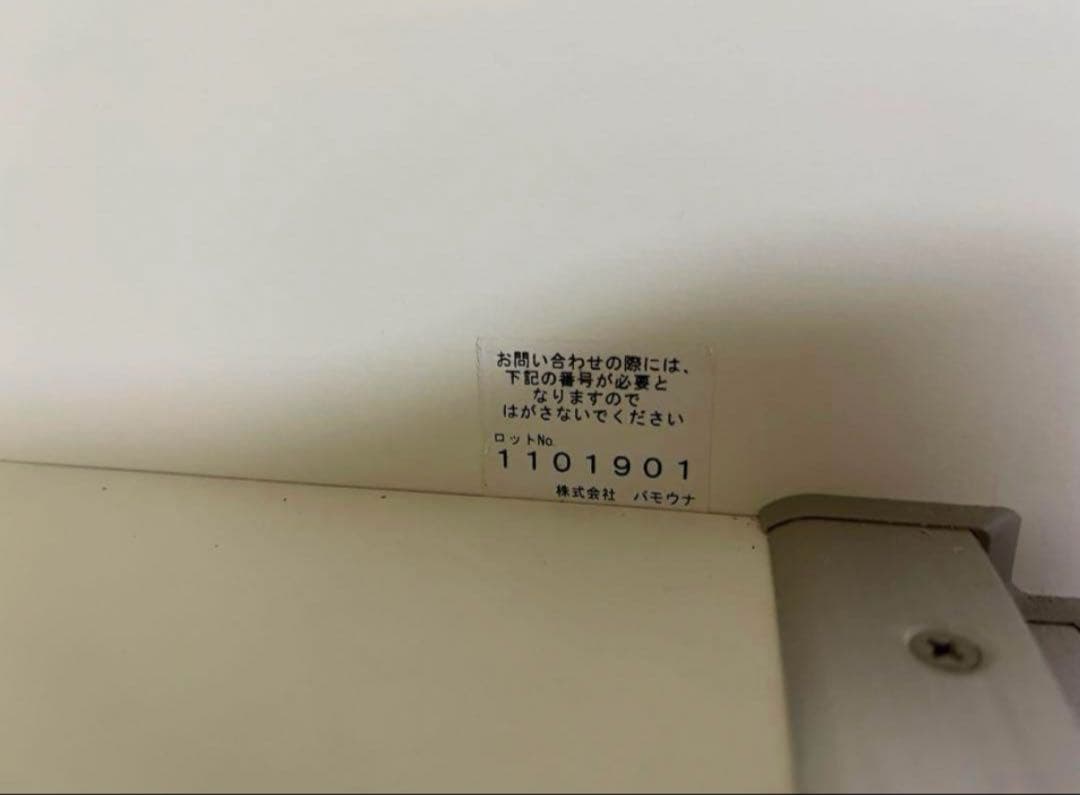 お問い合わせの際には、
下記の番号が必要と
なりますので
はがさないでください
ロットNo.
1101901
株式会社　パモウナ